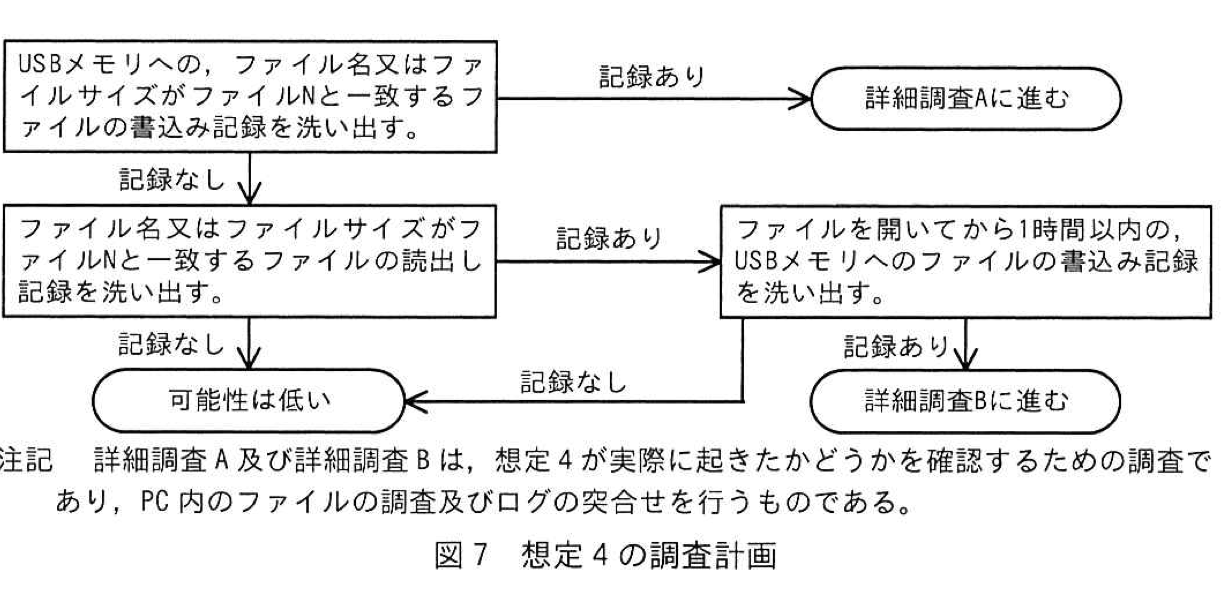 USBメモリへの，ファイル名又はファ
イルサイズがファイルNと一致するフ
ァイルの書込み記録を洗い出す。
記録あり
詳細調査Aに進む
記録なし
ファイル名又はファイルサイズがフ
ァイルNと一致するファイルの読出し
記録を洗い出す。
記録あり
ファイルを開いてから1時間以内の，
USBメモリへのファイルの書込み記録
を洗い出す。
記録なし
記録あり
可能性は低い
記録なし
詳細調査Bに進む
注記　詳細調査 A 及び詳細調査 B は，想定 4 が実際に起きたかどうかを確認するための調査で
あり，PC 内のファイルの調査及びログの突合せを行うものである。
図 7　想定 4 の調査計画